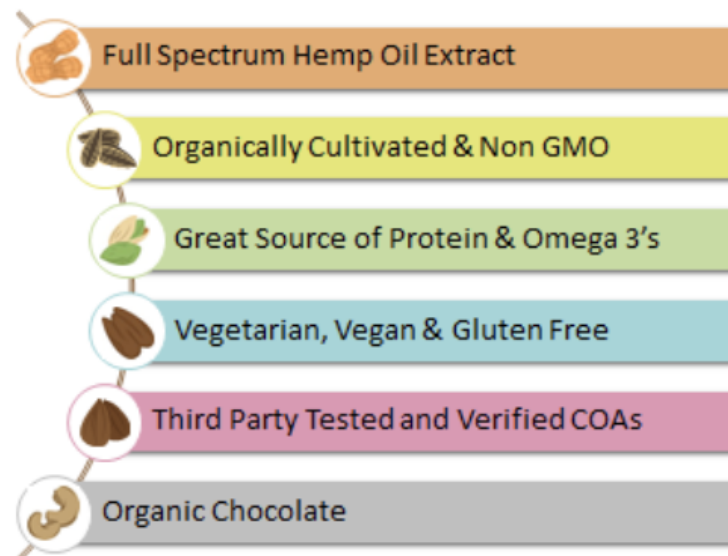 Full Spectrum Hemp Oil Extract
Organically Cultivated & Non GMO
Great Source of Protein & Omega 3's
Vegetarian, Vegan & Gluten Free
Third Party Tested and Verified COAs
Organic Chocolate